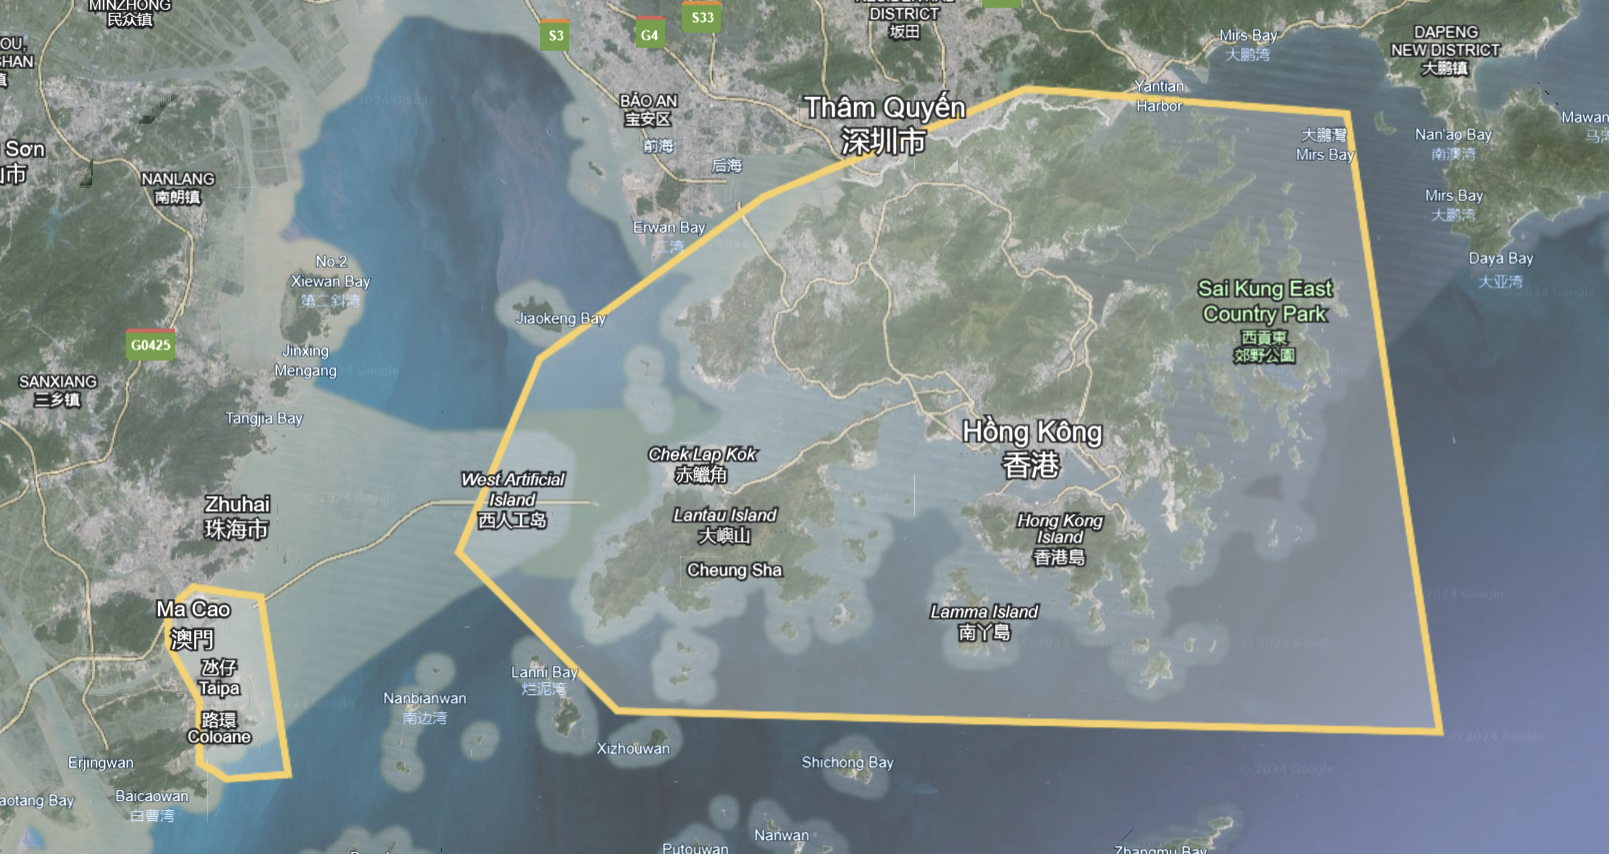 MINZHONG
民众镇
S3
G4
S33
DISTRICT
坂田
Mirs Bay
大鹏湾
DAPENG
NEW DISTRICT
大鹏镇
Yantian
Harbor
BẢO AN
宝安区
前海
后海
Thâm Quyến
深圳市
大鵬灣
Mirs Bay
Nan'ao Bay
南澳湾
Mawan
Sơn
山市
NANLANG
南朗镇
Mirs Bay
大鹏湾
Erwan Bay
二湾
No.2
Xiewan Bay
第二斜湾
Daya Bay
大亚湾
Sai Kung East
Country Park
西貢東
郊野公園
Jiaokeng Bay
G0425
Jinxing
Mengang
SANXIANG
三乡镇
Tangjia Bay
Hồng Kông
香港
Chek Lap Kok
赤鱲角
West Artificial
Island
西人工岛
Zhuhai
珠海市
Lantau Island
大嶼山
Hong Kong
Island
香港島
Cheung Sha
Ma Cao
澳門
Lamma Island
南丫島
氹仔
Taipa
Lanni Bay
烂泥湾
Nanbianwan
南边湾
路環
Coloane
Xizhouwan
Erjingwan
Shichong Bay
aotang Bay
Baicaowan
白曹湾
Nanwan
Putouwan
Zhangmu Bay
© 2024 Google